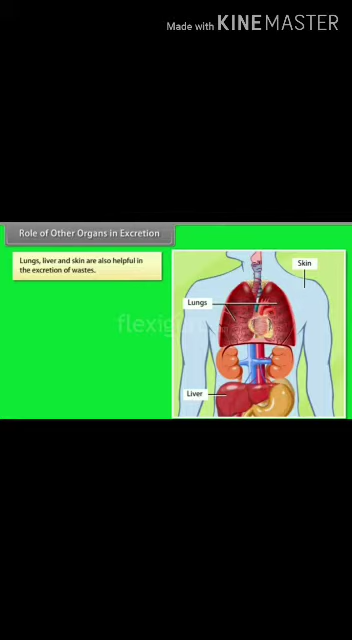 Made with KINEMASTER
Role of Other Organs in Excretion
Lungs, liver and skin are also helpful in
the excretion of wastes.
Skin
Lungs
Liver